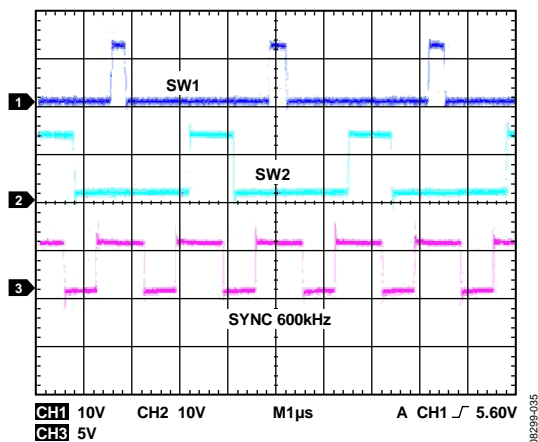 SW1
1
SW2
2
3
SYNC 600kHz
CH1 10V CH2 10V M1µs A CH1 5.60V
CH3 5V
08299-035